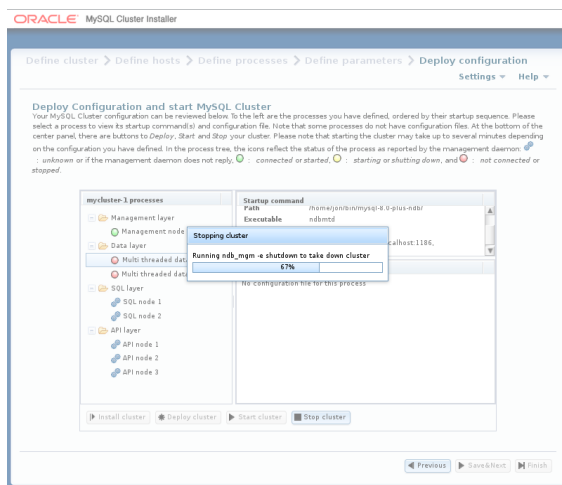 ORACLE MySQL Cluster Installer
Define cluster > Define hosts > Define processes > Define parameters > Deploy configuration
Settings Help
Deploy Configuration and start MySQL Cluster
Your MySQL Cluster configuration can be reviewed below. To the left are the processes you have defined, ordered by their startup sequence. Please
select a process to view its startup command(s) and configuration file. Note that some processes do not have configuration files. At the bottom of the
center panel, there are buttons to Deploy, Start and Stop your cluster. Please note that starting the cluster may take up to several minutes depending
on the configuration you have defined. In the process tree, the icons reflect the status of the process as reported by the management daemon:
: unknown or if the management daemon does not reply, : connected or started, : starting or shutting down, and : not connected or
stopped.
mycluster-1 processes
Management layer
Management node
Data layer
Multi threaded data
Multi threaded data
SQL layer
SQL node 1
SQL node 2
API layer
API node 1
API node 2
API node 3
Startup command
Path /home/jon/bin/mysql-8.0-plus-ndb/
Executable ndbmtd
calhost:1186,
No configuration file for this process
Stopping cluster
Running ndb_mgm -e shutdown to take down cluster
67%
Install cluster Deploy cluster Start cluster Stop cluster
Previous Save&Next Finish